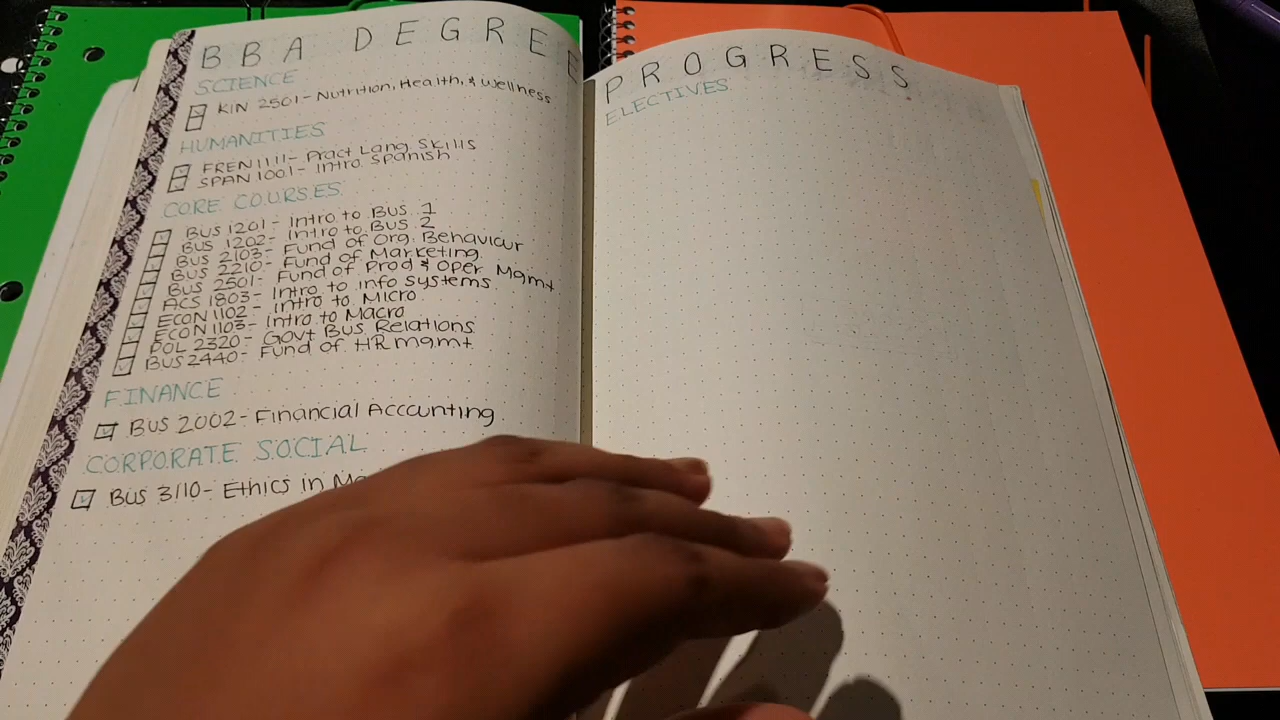 BBA DEGREE
SCIENCE
KIN 2501- Nutrition, Health, & Wellness
HUMANITIES
FREN 1111- Pract Lang Skills
SPAN 1001- Intro Spanish
CORE COURSES
BUS 1201- Intro to Bus 1
BUS 1202- Intro to Bus 2
BUS 2103- Fund of Org. Behaviour
BUS 2210- Fund of Marketing
BUS 2501- Fund of Prod & Oper Mgmt
ACS 1803- Intro to info systems
ECON 1102- Intro to Micro
ECON 1103- Intro to Macro
POL 2320- Govt Bus Relations
BUS 2440- Fund of HR mgmt
FINANCE
BUS 2002- Financial Acccunting
CORPORATE SOCIAL
BUS 3110- Ethics in
PROGRESS
ELECTIVES